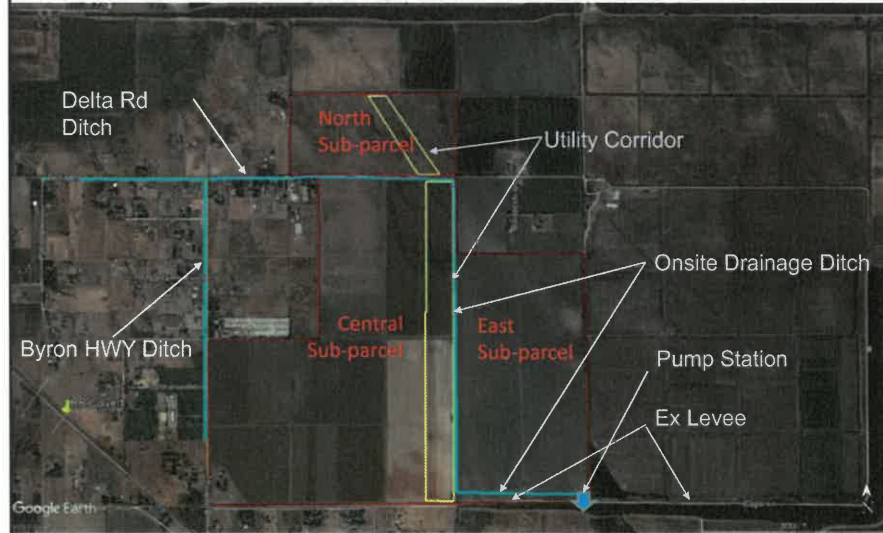 Delta Rd
Ditch
North
Sub-parcel
Utility Corridor
Onsite Drainage Ditch
Central
Sub-parcel
East
Sub-parcel
Byron HWY Ditch
Pump Station
Ex Levee
Google Earth